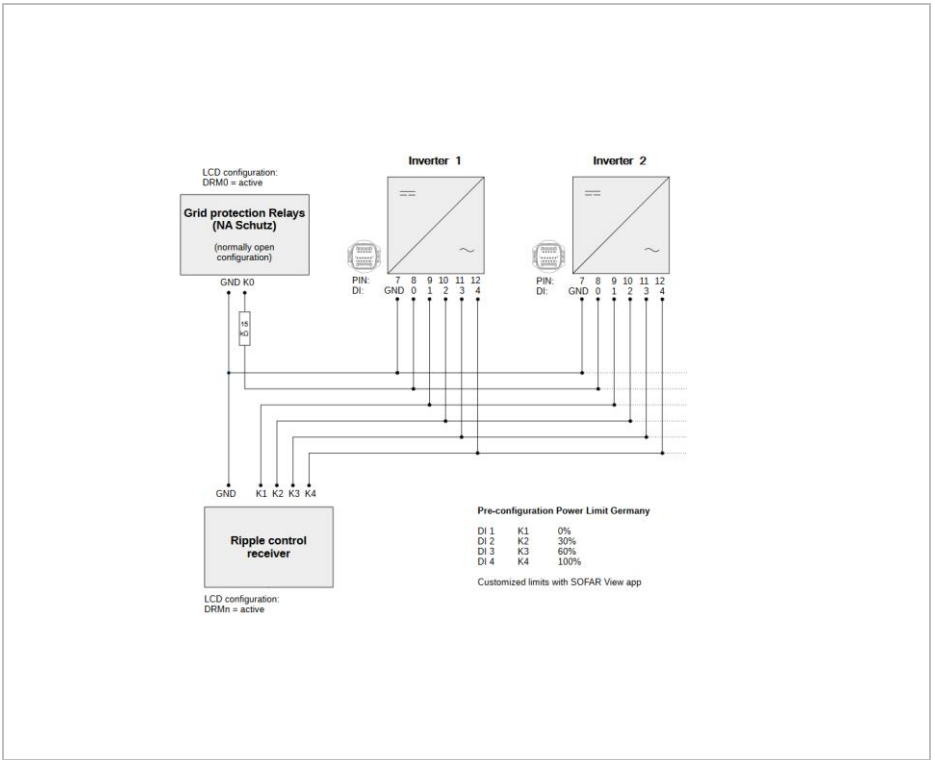 Inverter 1
Inverter 2
LCD configuration:
DRM0 = active
Grid protection Relays
(NA Schutz)
(normally open
configuration)
GND K0
15
kΩ
PIN: 7 8 9 10 11 12
DI: GND 0 1 2 3 4
PIN: 7 8 9 10 11 12
DI: GND 0 1 2 3 4
GND K1 K2 K3 K4
Ripple control
receiver
LCD configuration:
DRMn = active
Pre-configuration Power Limit Germany
DI 1 K1 0%
DI 2 K2 30%
DI 3 K3 60%
DI 4 K4 100%
Customized limits with SOFAR View app